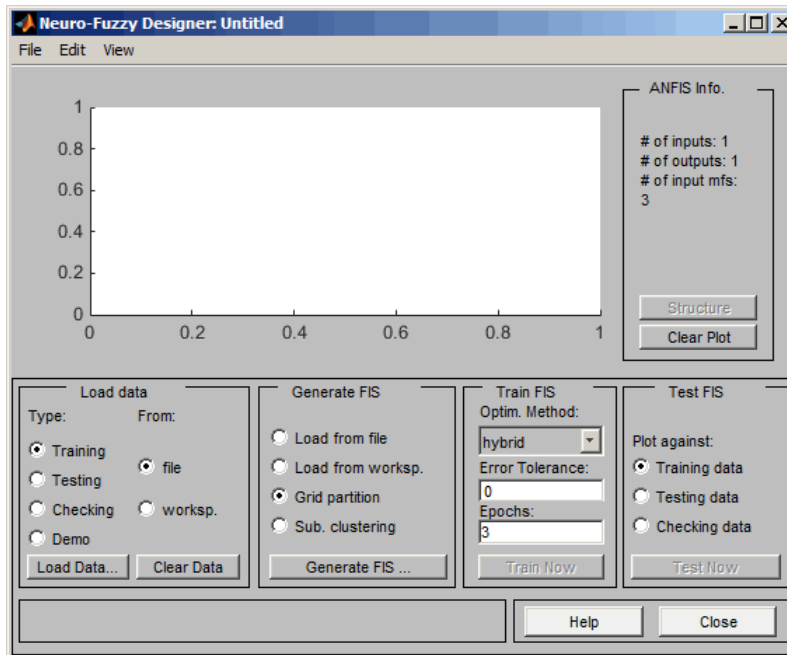 Neuro-Fuzzy Designer: Untitled
File Edit View
ANFIS Info.
# of inputs: 1
# of outputs: 1
# of input mfs:
3
Structure
Clear Plot
1
0.8
0.6
0.4
0.2
0
0 0.2 0.4 0.6 0.8 1
Load data
Type: From:
Training
Testing
Checking
Demo
file
worksp.
Load Data... Clear Data
Generate FIS
Load from file
Load from worksp.
Grid partition
Sub. clustering
Generate FIS ...
Train FIS
Optim. Method:
hybrid
Error Tolerance:
0
Epochs:
3
Train Now
Test FIS
Plot against:
Training data
Testing data
Checking data
Test Now
Help Close